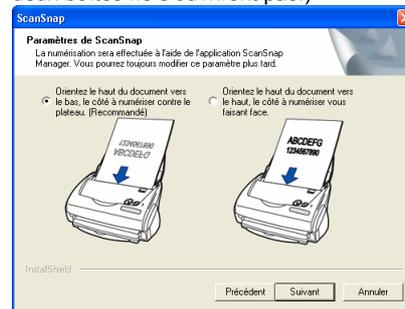 ScanSnap
Paramètres de ScanSnap
La numérisation sera effectuée à l'aide de l'application ScanSnap
Manager. Vous pourrez toujours modifier ce paramètre plus tard.
Orientez le haut du document vers
le bas, le côté à numériser contre le
plateau. (Recommandé)
Orientez le haut du document vers
le haut, le côté à numériser vous
faisant face.
1234567890
ABCDEFG
ABCDEFG
1234567890
InstallShield
Précédent
Suivant
Annuler